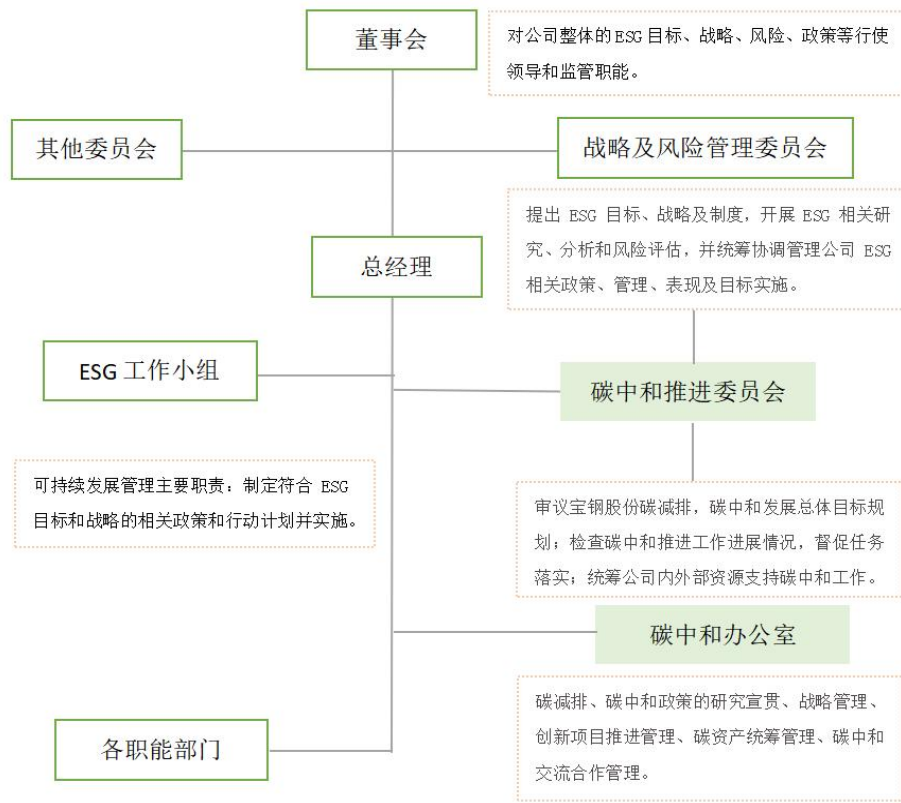 董事会
对公司整体的ESG目标、战略、风险、政策等行使
领导和监管职能。
其他委员会
战略及风险管理委员会
提出 ESG 目标、战略及制度，开展 ESG 相关研
究、分析和风险评估，并统筹协调管理公司 ESG
相关政策、管理、表现及目标实施。
总经理
ESG 工作小组
碳中和推进委员会
可持续发展管理主要职责：制定符合 ESG
目标和战略的相关政策和行动计划并实施。
审议宝钢股份碳减排，碳中和发展总体目标规
划；检查碳中和推进工作进展情况，督促任务
落实；统筹公司内外部资源支持碳中和工作。
碳中和办公室
碳减排、碳中和政策的研究宣贯、战略管理、
创新项目推进管理、碳资产统筹管理、碳中和
交流合作管理。
各职能部门